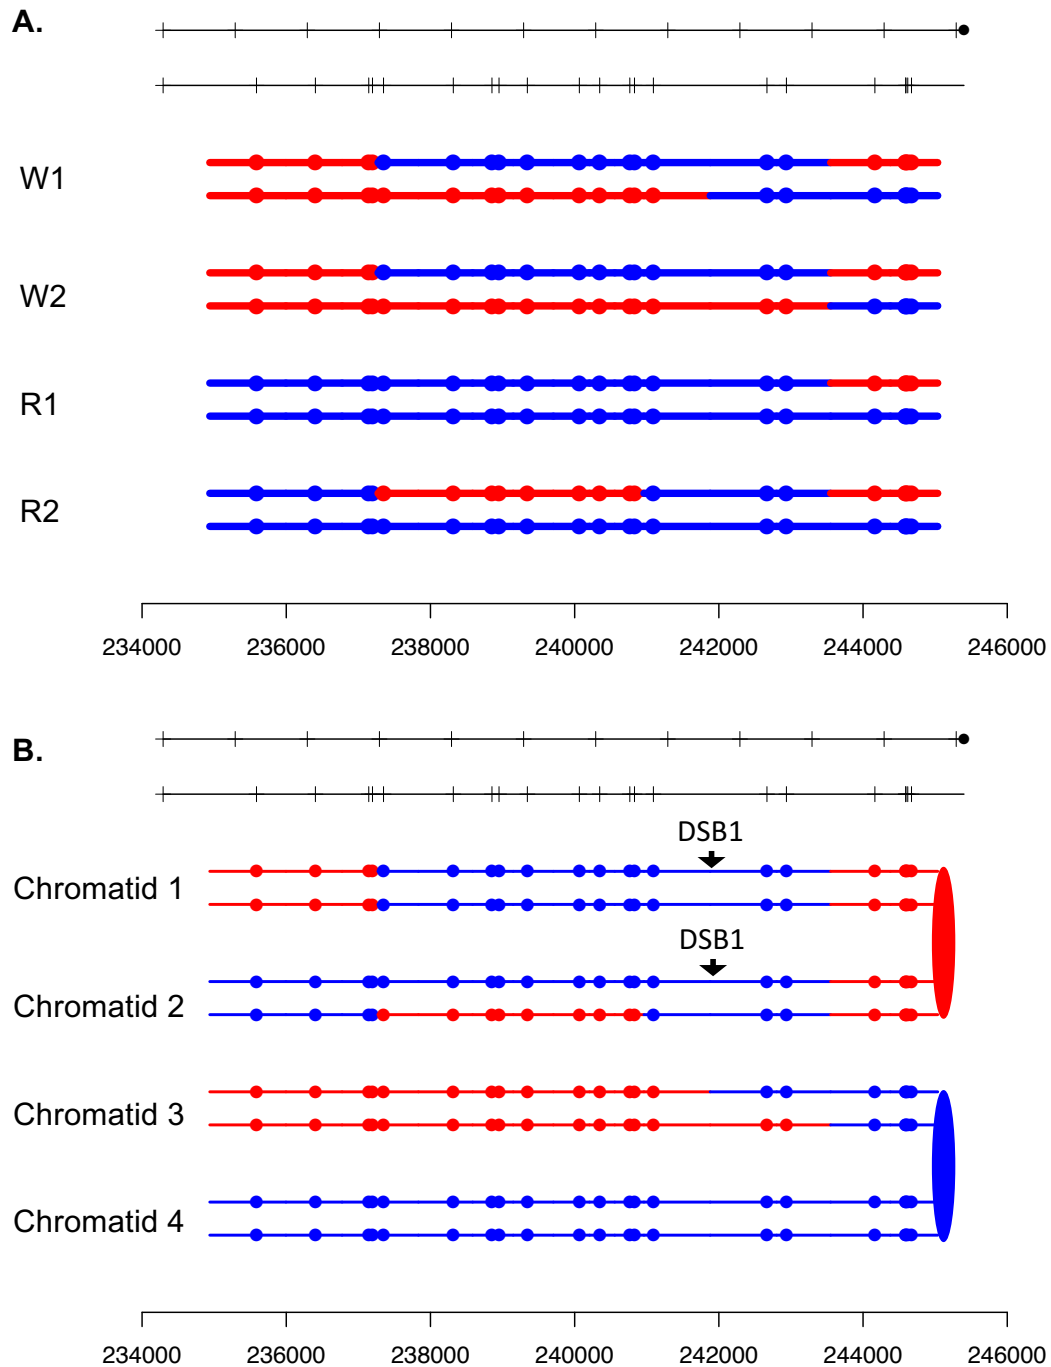 A.
W1
W2
R1
R2
234000 236000 238000 240000 242000 244000 246000
B.
DSB1
Chromatid 1
DSB1
Chromatid 2
Chromatid 3
Chromatid 4
234000 236000 238000 240000 242000 244000 246000